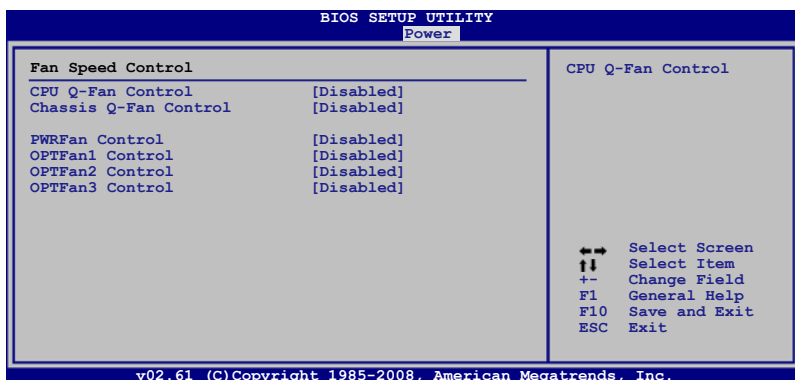 BIOS SETUP UTILITY
Power
Fan Speed Control
CPU Q-Fan Control [Disabled]
Chassis Q-Fan Control [Disabled]
PWRFan Control [Disabled]
OPTFan1 Control [Disabled]
OPTFan2 Control [Disabled]
OPTFan3 Control [Disabled]
CPU Q-Fan Control
←→ Select Screen
↑↓ Select Item
+- Change Field
F1 General Help
F10 Save and Exit
ESC Exit
v02.61 (C)Copyright 1985-2008, American Megatrends, Inc.